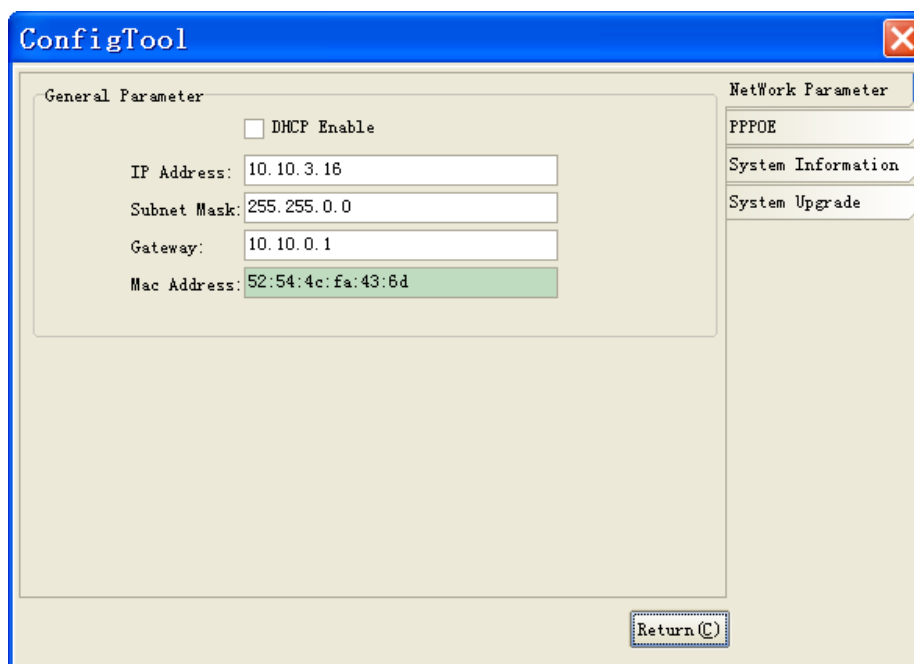 ConfigTool
General Parameter
DHCP Enable
IP Address: 10.10.3.16
Subnet Mask: 255.255.0.0
Gateway: 10.10.0.1
Mac Address: 52:54:4c:fa:43:6d
NetWork Parameter
PPPOE
System Information
System Upgrade
Return(C)